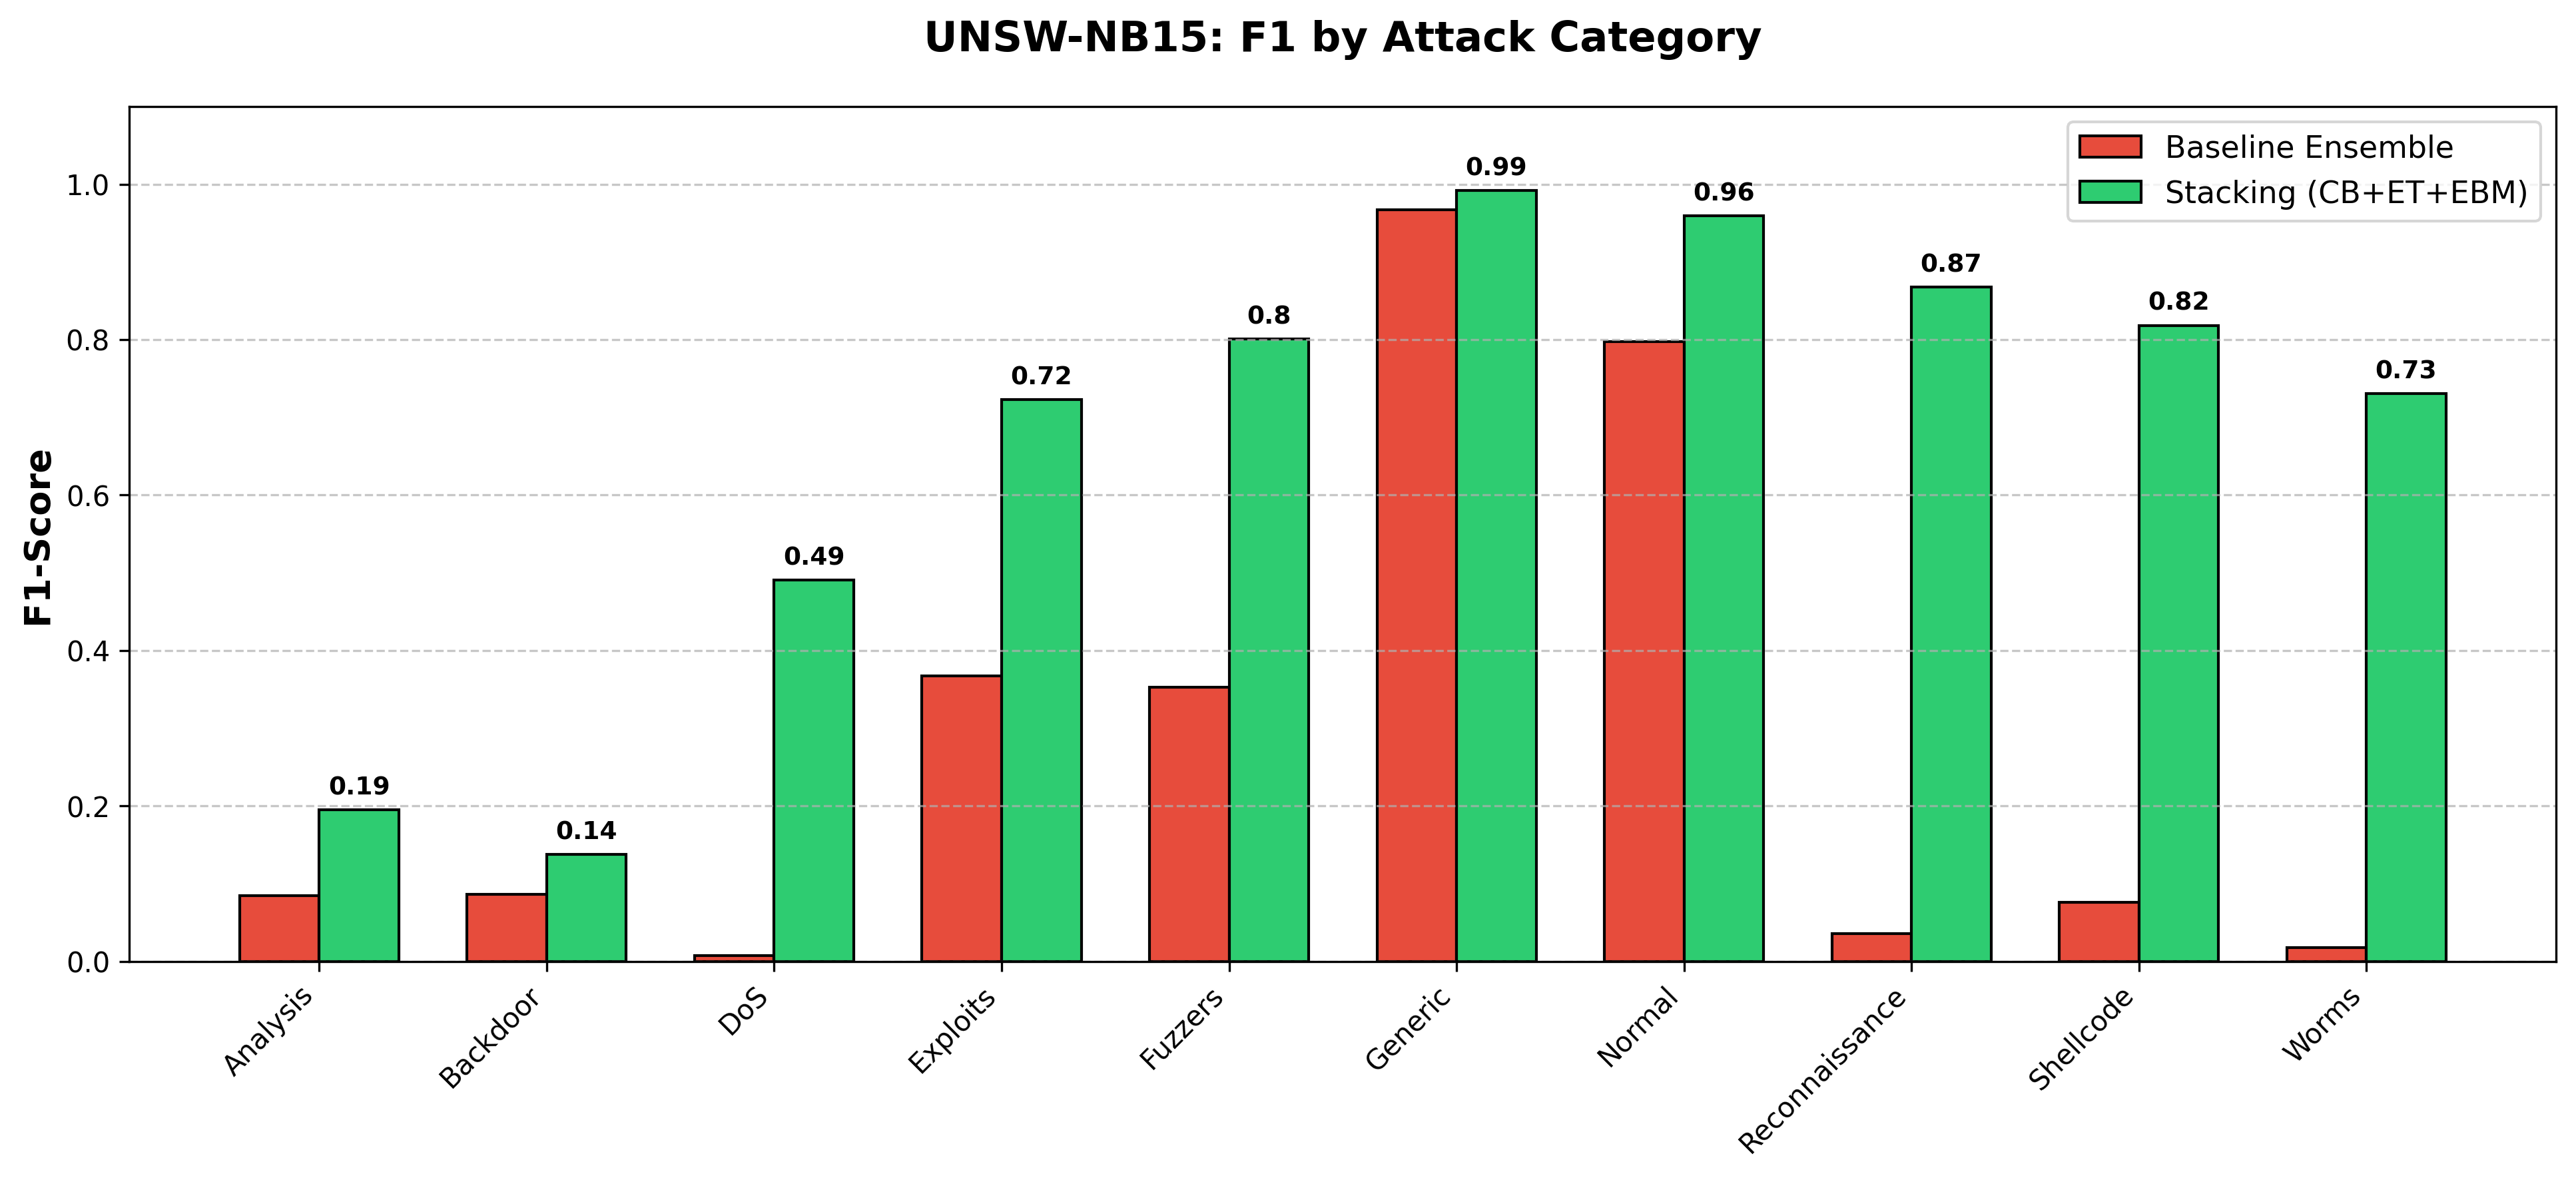 UNSW-NB15: F1 by Attack Category
Baseline Ensemble
Stacking (CB+ET+EBM)
F1-Score
1.0
0.8
0.6
0.4
0.2
0.0
0.19
0.14
0.49
0.72
0.8
0.99
0.96
0.87
0.82
0.73
Analysis
Backdoor
DoS
Exploits
Fuzzers
Generic
Normal
Reconnaissance
Shellcode
Worms